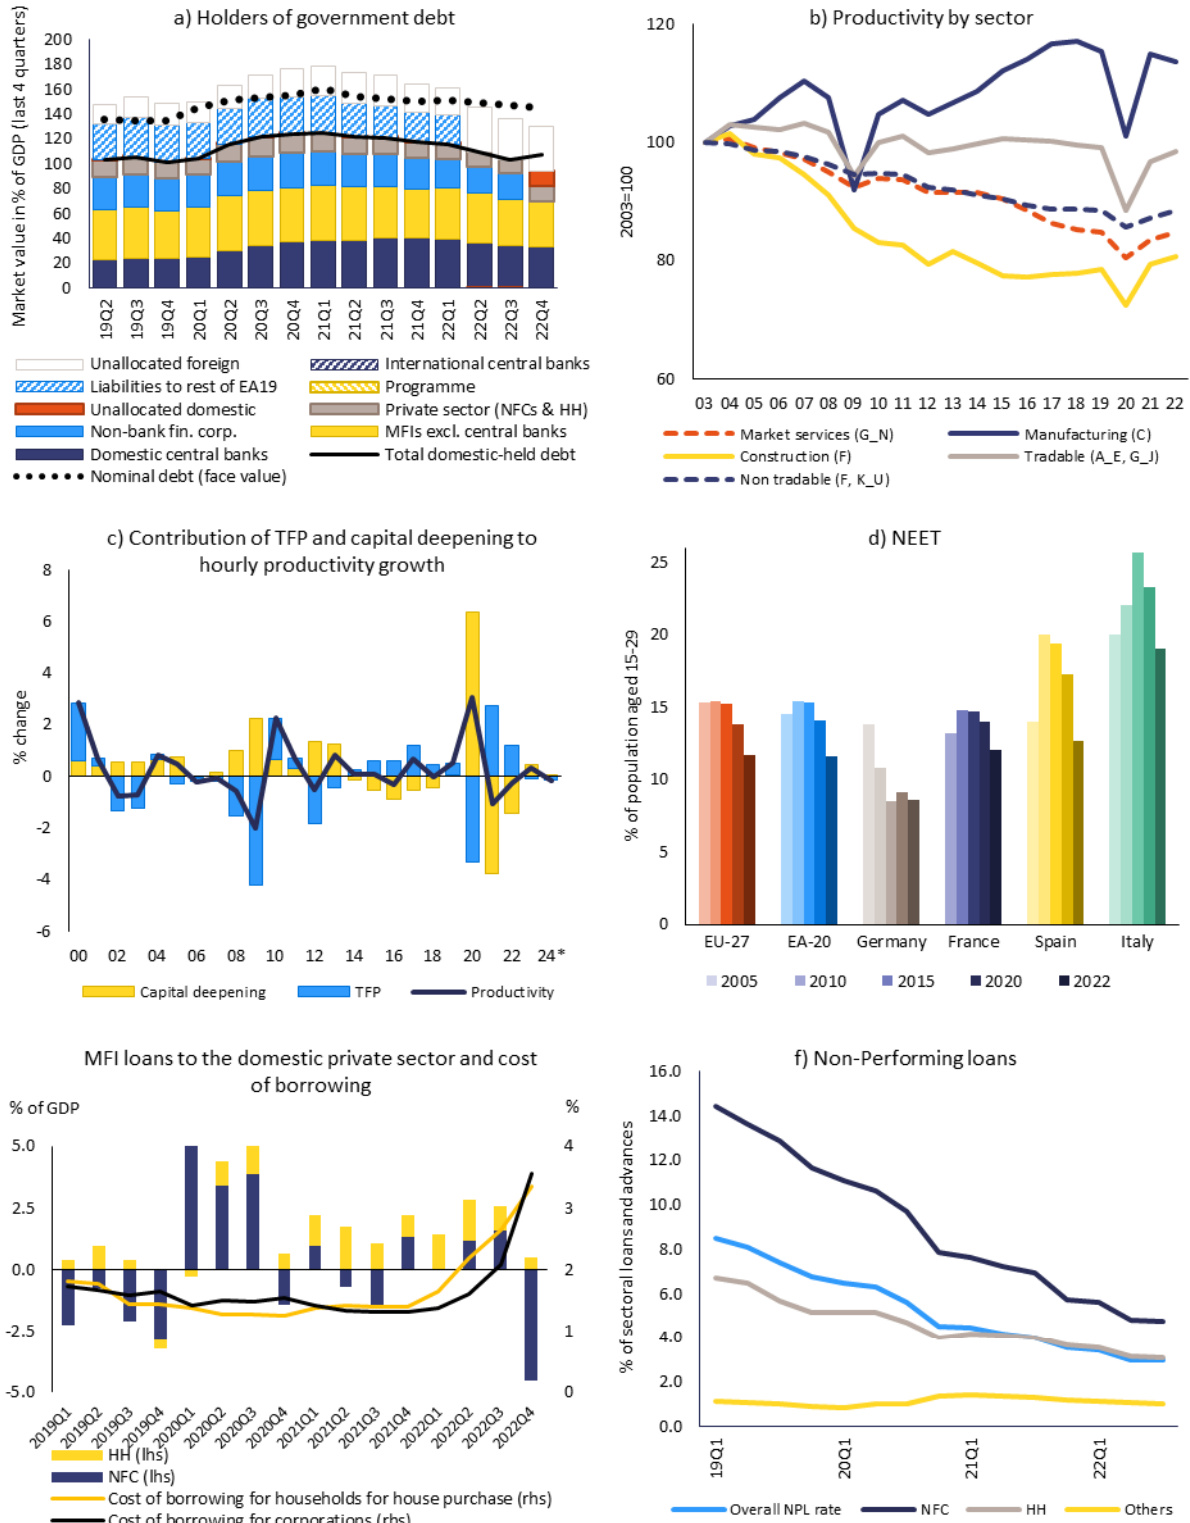 a) Holders of government debt
Market value in % of GDP (last 4 quarters)
200
180
160
140
120
100
80
60
40
20
0
19Q2 19Q3 19Q4 20Q1 20Q2 20Q3 20Q4 21Q1 21Q2 21Q3 21Q4 22Q1 22Q2 22Q3 22Q4
Unallocated foreign International central banks
Liabilities to rest of EA19 Programme
Unallocated domestic Private sector (NFCs & HH)
Non-bank fin. corp. MFIs excl. central banks
Domestic central banks Total domestic-held debt
Nominal debt (face value)
b) Productivity by sector
2003=100
120
100
80
60
03 04 05 06 07 08 09 10 11 12 13 14 15 16 17 18 19 20 21 22
Market services (G_N) Manufacturing (C)
Construction (F) Tradable (A_E, G_J)
Non tradable (F, K_U)
c) Contribution of TFP and capital deepening to
hourly productivity growth
% change
8
6
4
2
0
-2
-4
-6
00 02 04 06 08 10 12 14 16 18 20 22 24*
Capital deepening TFP Productivity
d) NEET
% of population aged 15-29
25
20
15
10
5
0
EU-27 EA-20 Germany France Spain Italy
2005 2010 2015 2020 2022
MFI loans to the domestic private sector and cost
of borrowing
% of GDP %
5.0 4
2.5 3
0.0 2
-2.5 1
-5.0 0
2019Q1 2019Q2 2019Q3 2019Q4 2020Q1 2020Q2 2020Q3 2020Q4 2021Q1 2021Q2 2021Q3 2021Q4 2022Q1 2022Q2 2022Q3 2022Q4
HH (lhs)
NFC (lhs)
Cost of borrowing for households for house purchase (rhs)
Cost of borrowing for corporations (rhs)
f) Non-Performing loans
% of sectoral loans and advances
16.0
14.0
12.0
10.0
8.0
6.0
4.0
2.0
0.0
19Q1 20Q1 21Q1 22Q1
Overall NPL rate NFC HH Others